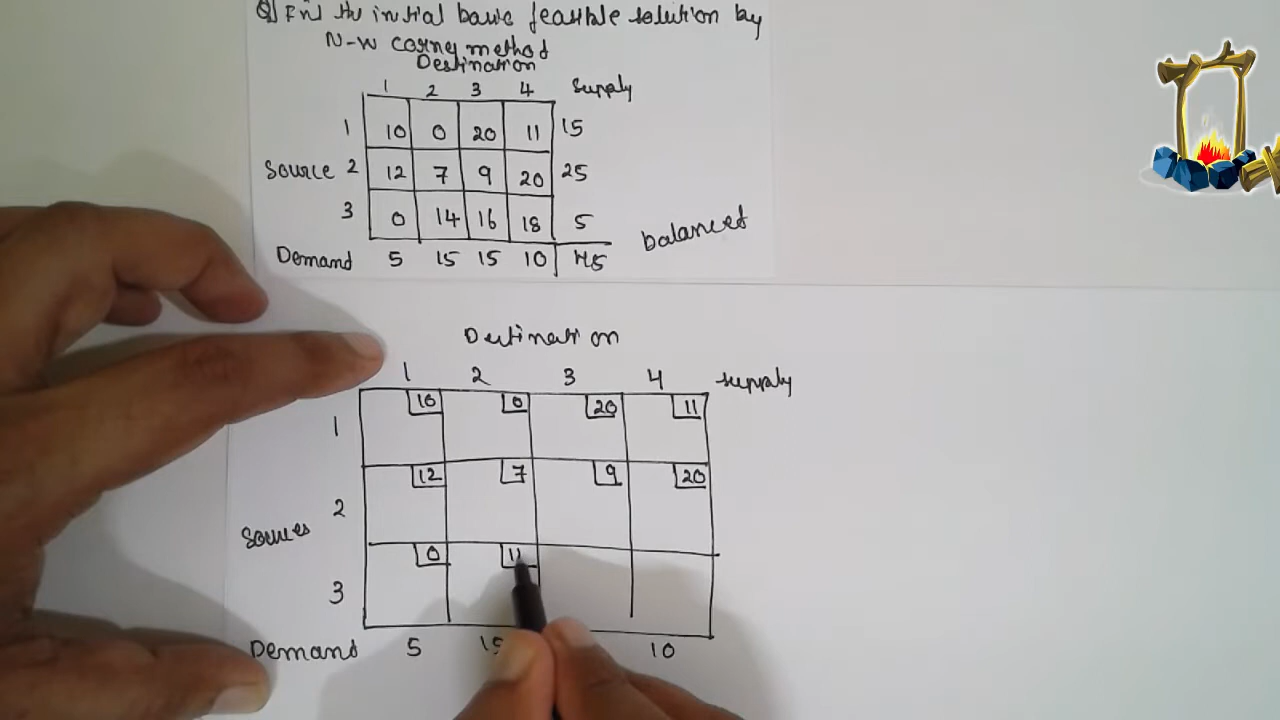 Q) Find the initial basic feasible solution by
N-W corner method
Destination
1 2 3 4 supply
1 10 0 20 11 15
Source 2 12 7 9 20 25
3 0 14 16 18 5
balanced
Demand 5 15 15 10 45
Destination
1 2 3 4 supply
1 10 0 20 11
2 12 7 9 20
Sources
3 0
Demand 5 15 10